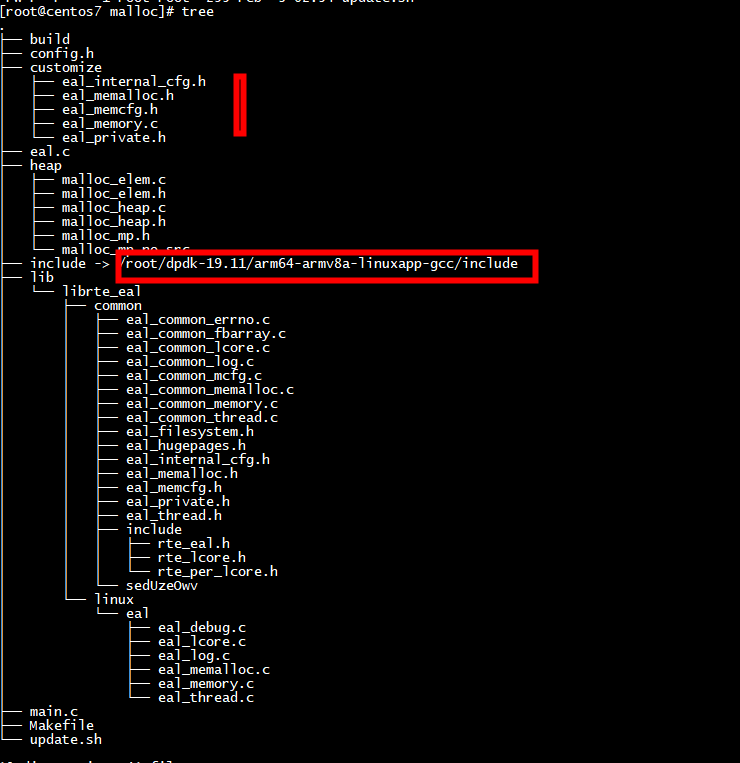 [root@centos7 malloc]# tree
.
├── build
├── config.h
├── customize
│   ├── eal_internal_cfg.h
│   ├── eal_memalloc.h
│   ├── eal_memcfg.h
│   ├── eal_memory.c
│   └── eal_private.h
├── eal.c
├── heap
│   ├── malloc_elem.c
│   ├── malloc_elem.h
│   ├── malloc_heap.c
│   ├── malloc_heap.h
│   ├── malloc_mp.h
│   └── malloc_mp.no_src
├── include -> /root/dpdk-19.11/arm64-armv8a-linuxapp-gcc/include
├── lib
│   └── librte_eal
│       ├── common
│       │   ├── eal_common_errno.c
│       │   ├── eal_common_fbarray.c
│       │   ├── eal_common_lcore.c
│       │   ├── eal_common_log.c
│       │   ├── eal_common_mcfg.c
│       │   ├── eal_common_memalloc.c
│       │   ├── eal_common_memory.c
│       │   ├── eal_common_thread.c
│       │   ├── eal_filesystem.h
│       │   ├── eal_hugepages.h
│       │   ├── eal_internal_cfg.h
│       │   ├── eal_memalloc.h
│       │   ├── eal_memcfg.h
│       │   ├── eal_private.h
│       │   ├── eal_thread.h
│       │   ├── include
│       │   │   ├── rte_eal.h
│       │   │   ├── rte_lcore.h
│       │   │   └── rte_per_lcore.h
│       │   └── sedUzeOwv
│       └── linux
│           └── eal
│               ├── eal_debug.c
│               ├── eal_lcore.c
│               ├── eal_log.c
│               ├── eal_memalloc.c
│               ├── eal_memory.c
│               └── eal_thread.c
├── main.c
├── Makefile
└── update.sh